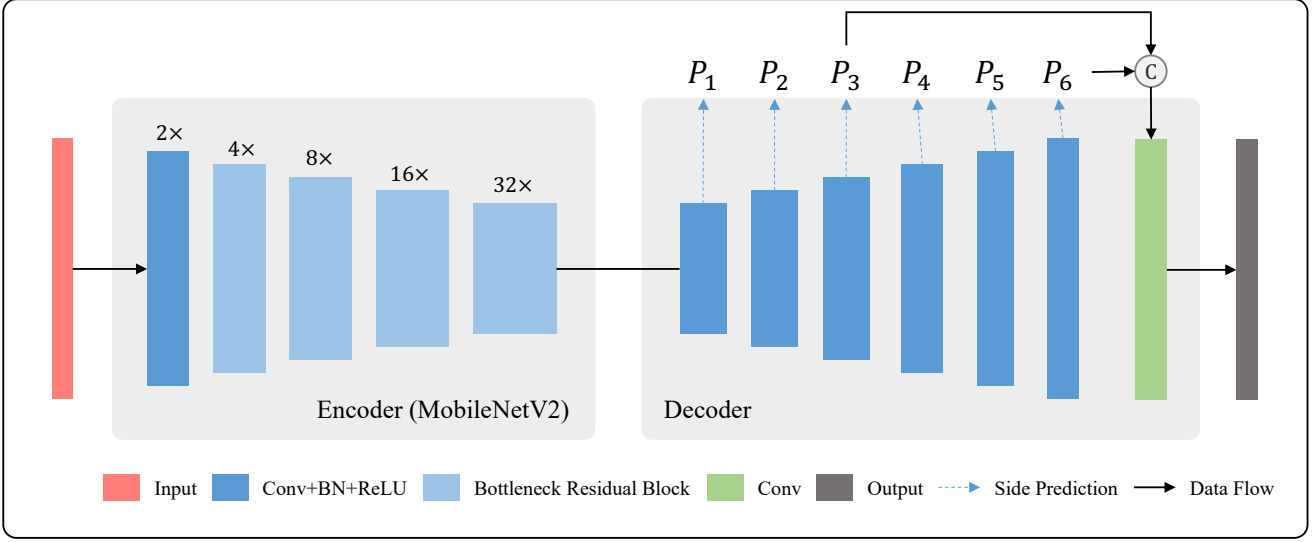 P₁ P₂ P₃ P₄ P₅ P₆ C
2×
4×
8×
16×
32×
Encoder (MobileNetV2)
Decoder
Input Conv+BN+ReLU Bottleneck Residual Block Conv Output Side Prediction Data Flow